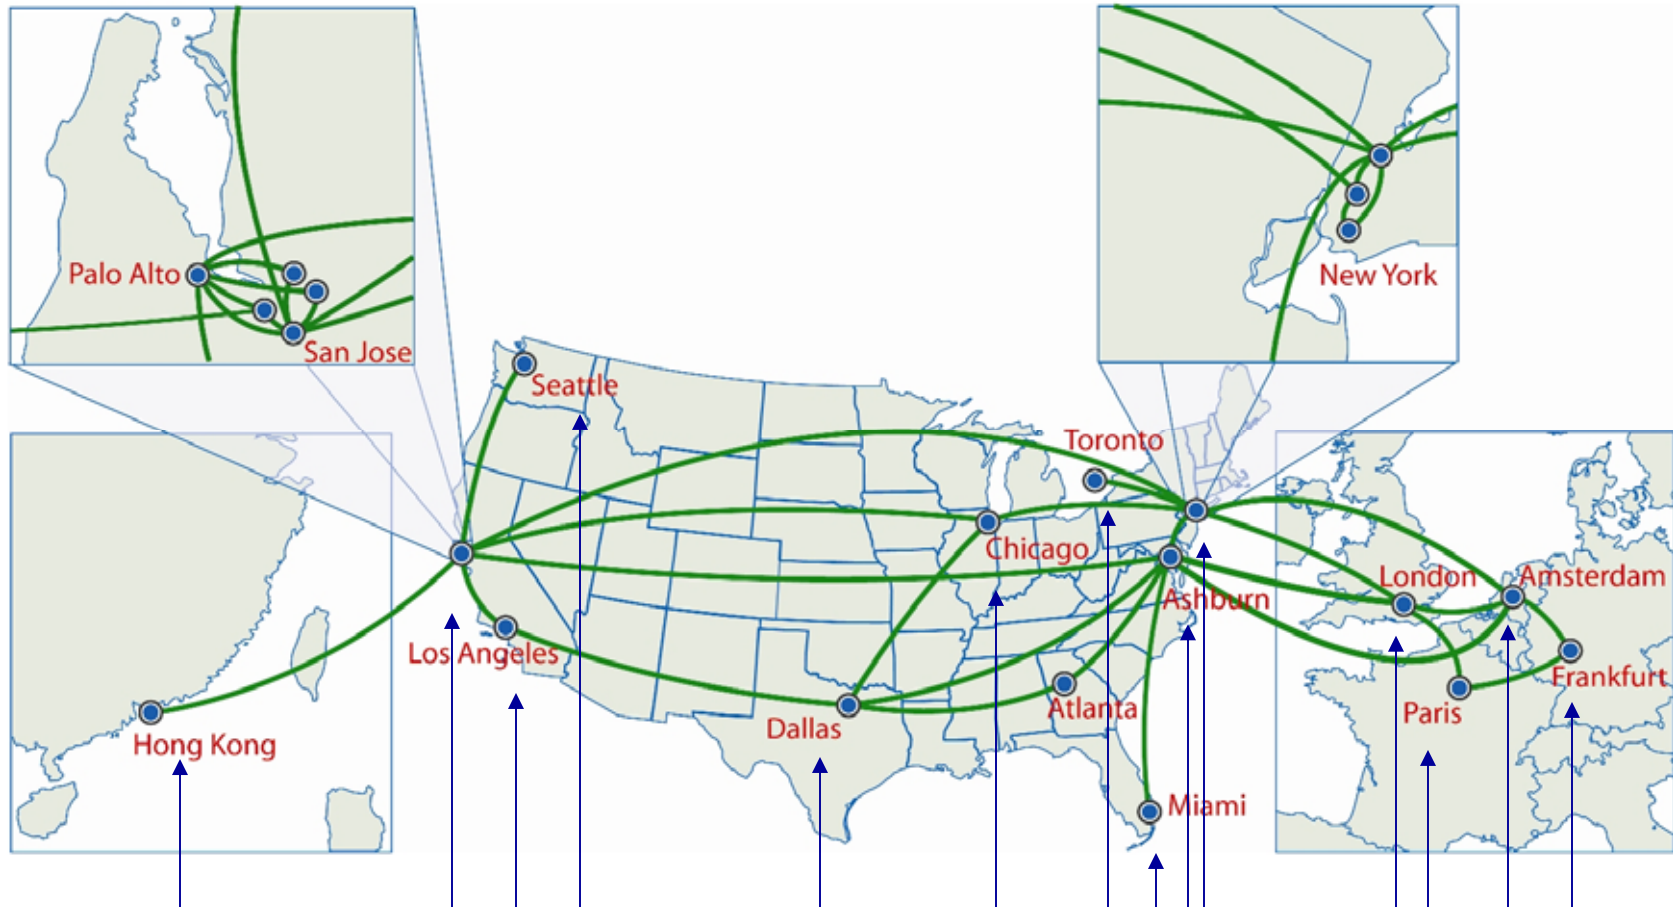 Palo Alto
San Jose
New York
Seattle
Toronto
Chicago
London
Amsterdam
Ashburn
Los Angeles
Frankfurt
Atlanta
Paris
Dallas
Hong Kong
Miami